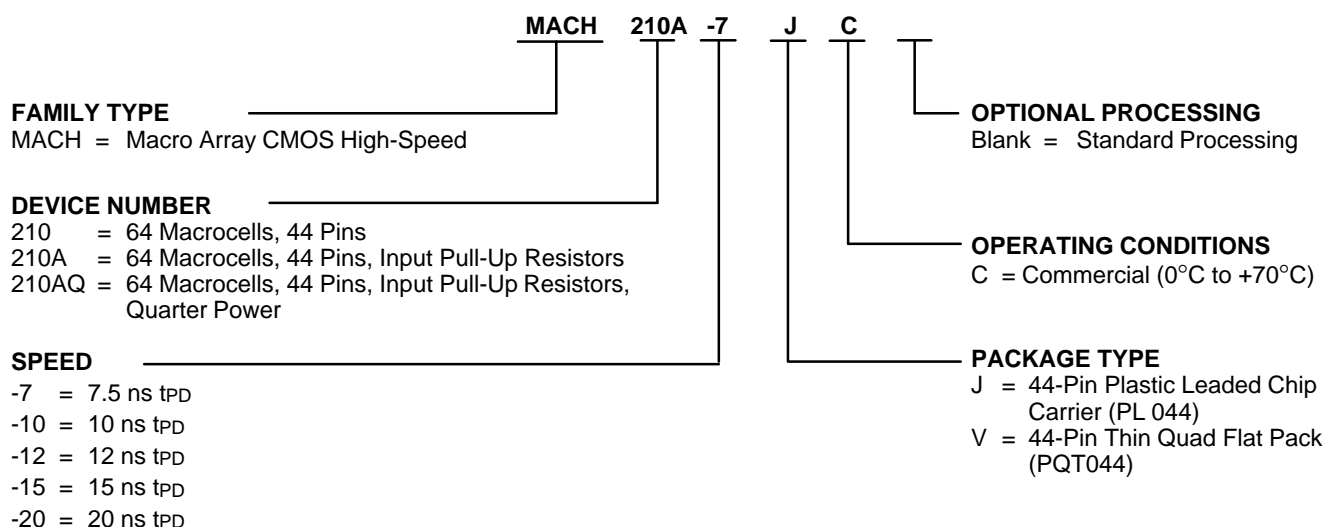 MACH 210A -7 J C
FAMILY TYPE
MACH = Macro Array CMOS High-Speed
DEVICE NUMBER
210 = 64 Macrocells, 44 Pins
210A = 64 Macrocells, 44 Pins, Input Pull-Up Resistors
210AQ = 64 Macrocells, 44 Pins, Input Pull-Up Resistors,
Quarter Power
SPEED
-7 = 7.5 ns tPD
-10 = 10 ns tPD
-12 = 12 ns tPD
-15 = 15 ns tPD
-20 = 20 ns tPD
OPTIONAL PROCESSING
Blank = Standard Processing
OPERATING CONDITIONS
C = Commercial (0°C to +70°C)
PACKAGE TYPE
J = 44-Pin Plastic Leaded Chip
Carrier (PL 044)
V = 44-Pin Thin Quad Flat Pack
(PQT044)